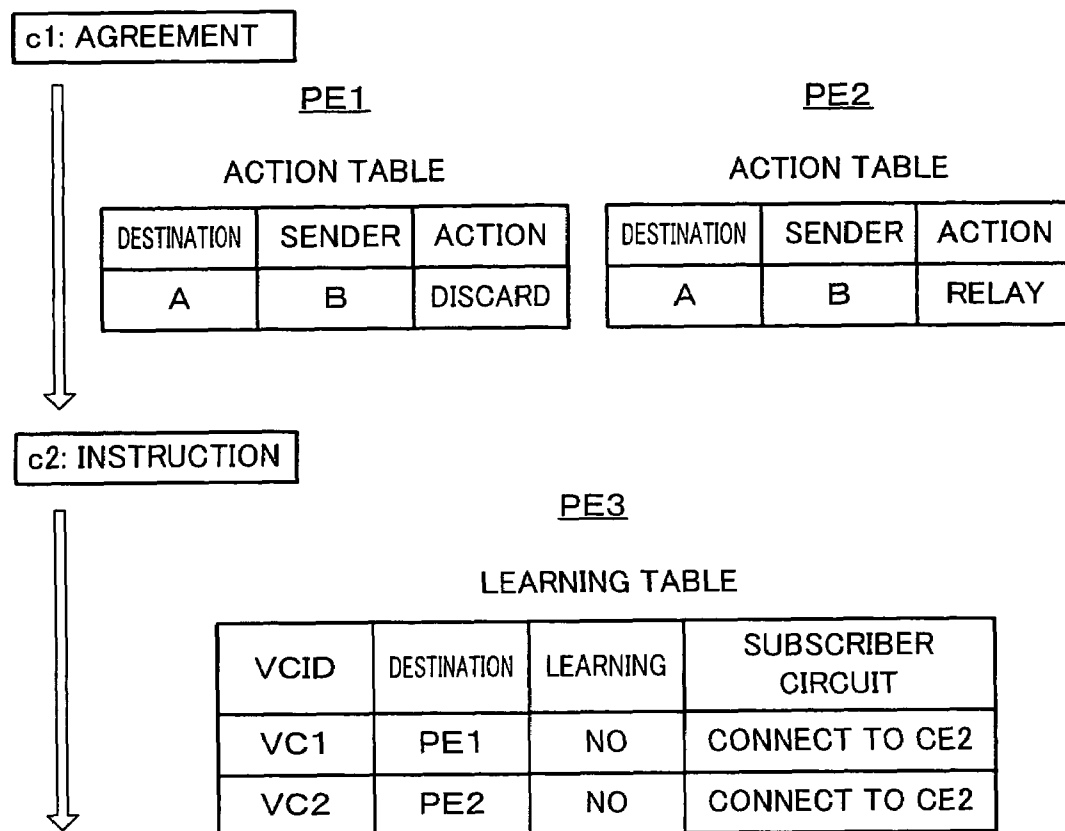 c1: AGREEMENT
PE1
PE2
ACTION TABLE
ACTION TABLE
DESTINATION SENDER ACTION
A B DISCARD
DESTINATION SENDER ACTION
A B RELAY
c2: INSTRUCTION
PE3
LEARNING TABLE
VCID DESTINATION LEARNING SUBSCRIBER CIRCUIT
VC1 PE1 NO CONNECT TO CE2
VC2 PE2 NO CONNECT TO CE2